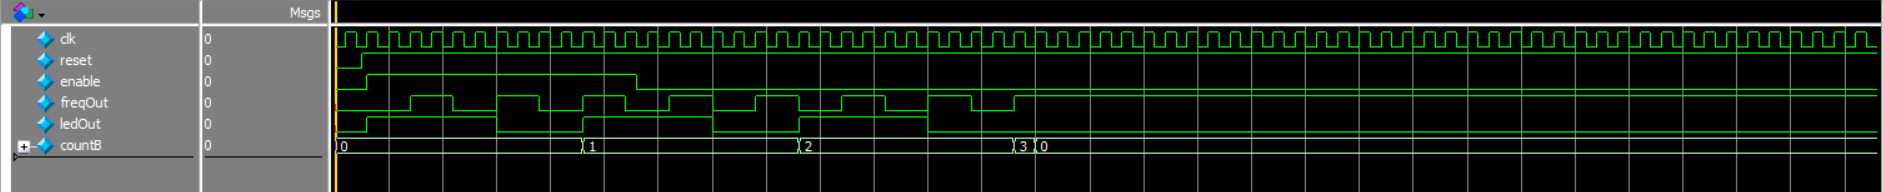 Msgs
clk 0
reset 0
enable 0
freqOut 0
ledOut 0
countB 0 0 1 2 3 0